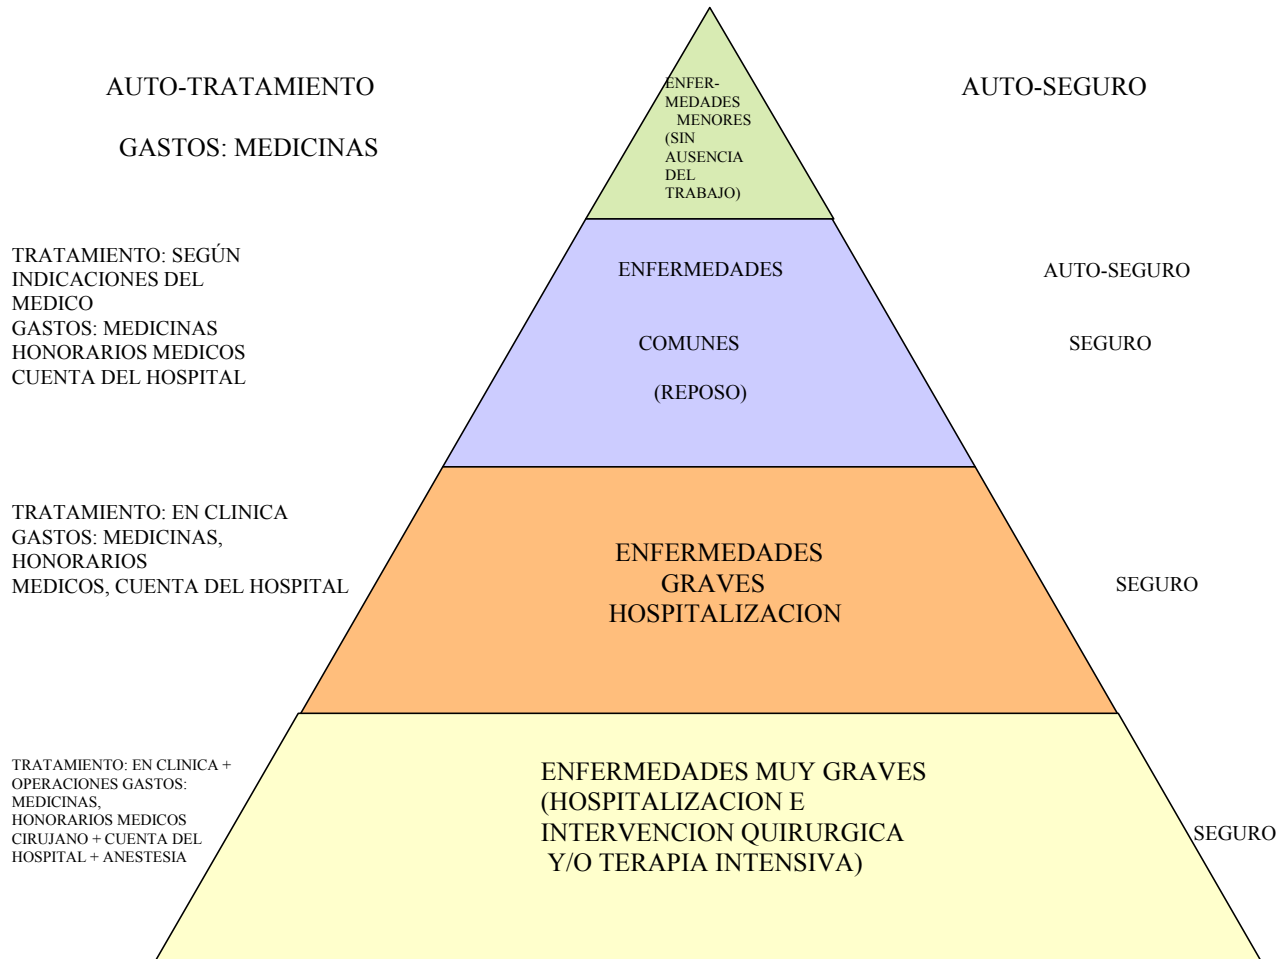 AUTO-TRATAMIENTO
GASTOS: MEDICINAS
ENFER-
MEDADES
MENORES
(SIN
AUSENCIA
DEL
TRABAJO)
AUTO-SEGURO
TRATAMIENTO: SEGÚN
INDICACIONES DEL
MEDICO
GASTOS: MEDICINAS
HONORARIOS MEDICOS
CUENTA DEL HOSPITAL
ENFERMEDADES
COMUNES
(REPOSO)
AUTO-SEGURO
SEGURO
TRATAMIENTO: EN CLINICA
GASTOS: MEDICINAS,
HONORARIOS
MEDICOS, CUENTA DEL HOSPITAL
ENFERMEDADES
GRAVES
HOSPITALIZACION
SEGURO
TRATAMIENTO: EN CLINICA +
OPERACIONES GASTOS:
MEDICINAS,
HONORARIOS MEDICOS
CIRUJANO + CUENTA DEL
HOSPITAL + ANESTESIA
ENFERMEDADES MUY GRAVES
(HOSPITALIZACION E
INTERVENCION QUIRURGICA
Y/O TERAPIA INTENSIVA)
SEGURO